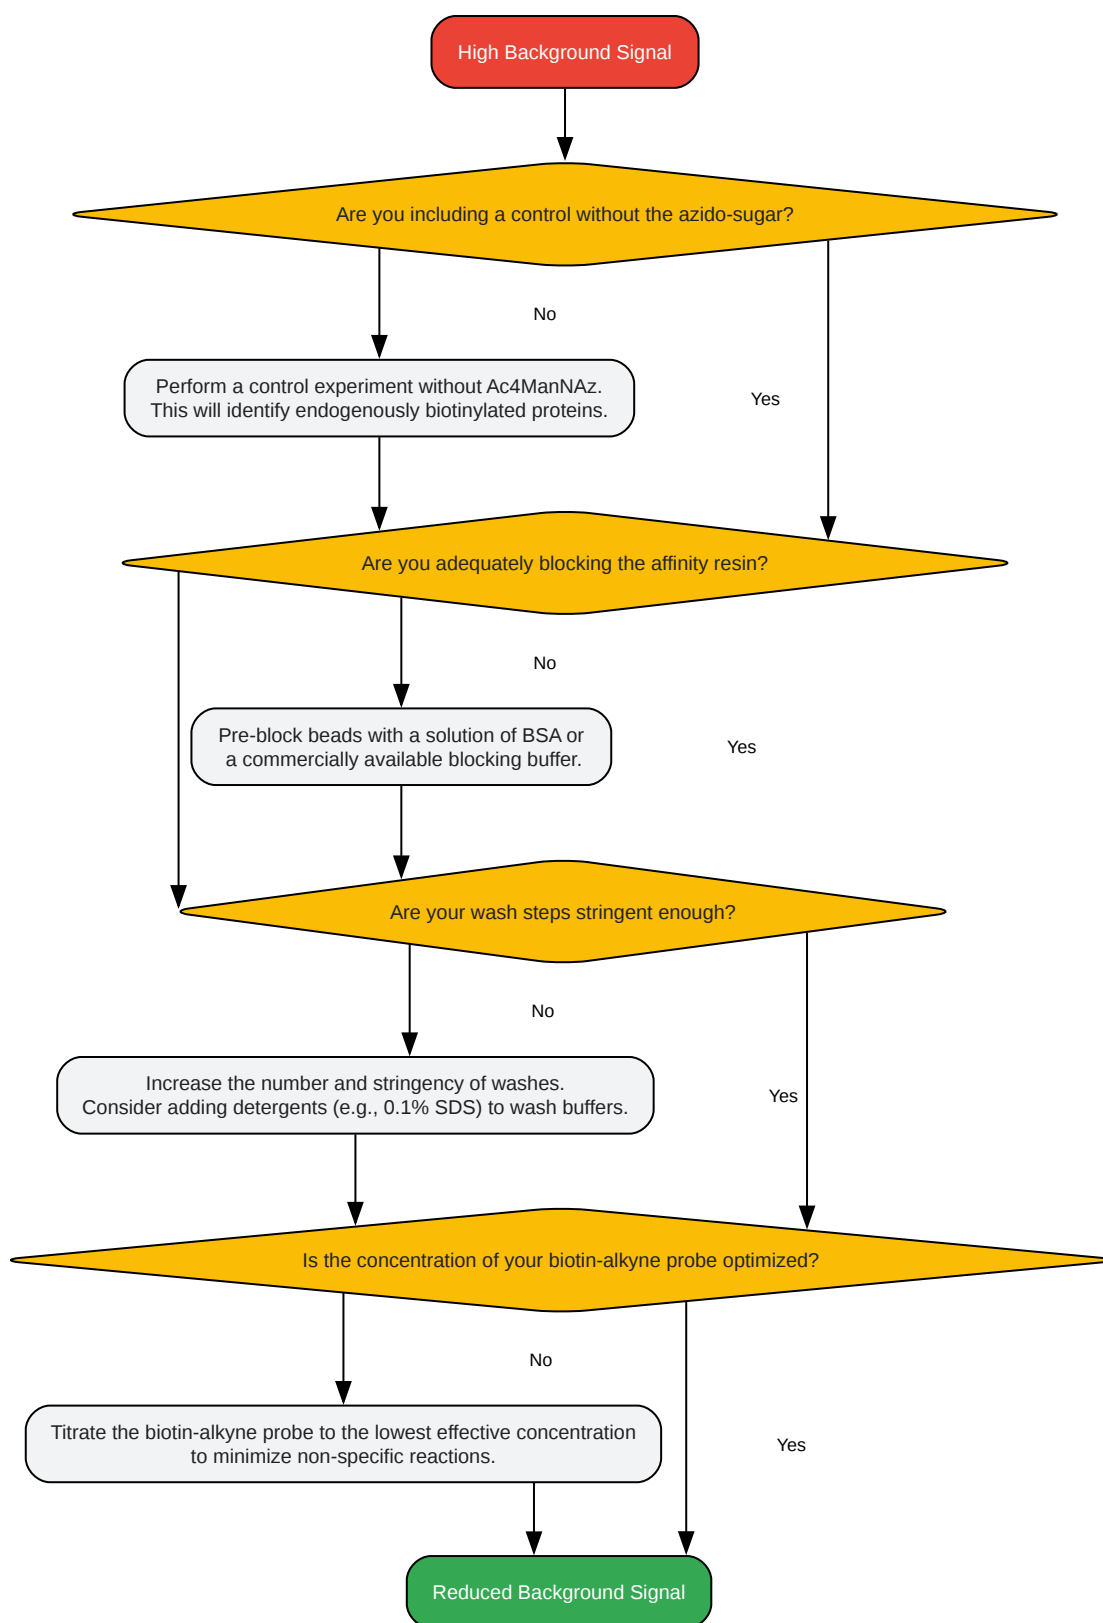 High Background Signal
Are you including a control without the azido-sugar?
No
Perform a control experiment without Ac4ManNAz.
This will identify endogenously biotinylated proteins.
Yes
Are you adequately blocking the affinity resin?
No
Pre-block beads with a solution of BSA or
a commercially available blocking buffer.
Yes
Are your wash steps stringent enough?
No
Increase the number and stringency of washes.
Consider adding detergents (e.g., 0.1% SDS) to wash buffers.
Yes
Is the concentration of your biotin-alkyne probe optimized?
No
Titrate the biotin-alkyne probe to the lowest effective concentration
to minimize non-specific reactions.
Yes
Reduced Background Signal